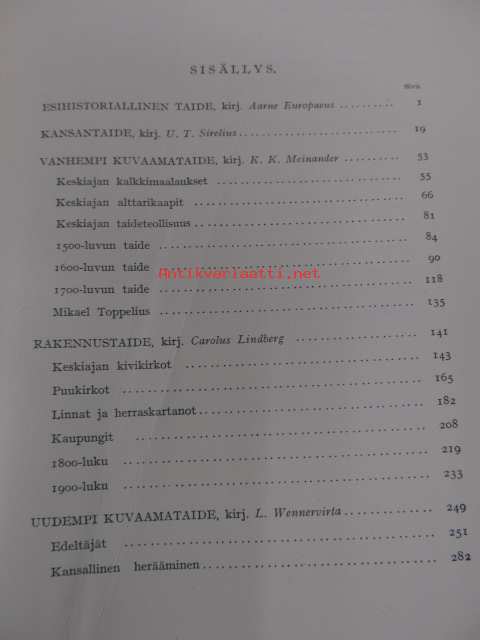 SISÄLLYS.
Sivu
ESIHISTORIALLINEN TAIDE, kirj. Aarne Europaeus .......... 1
KANSANTAIDE, kirj. U. T. Sirelius .......... 19
VANHEMPI KUVAAMATAIDE, kirj. K. K. Meinander .......... 53
Keskiajan kalkkimaalaukset .......... 55
Keskiajan alttarikaapit .......... 66
Keskiajan taideteollisuus .......... 81
1500-luvun taide .......... 84
1600-luvun taide .......... 90
Antikvariaatti.net
1700-luvun taide .......... 118
Mikael Toppelius .......... 135
RAKENNUSTAIDE, kirj. Carolus Lindberg .......... 141
Keskiajan kivikirkot .......... 143
Puukirkot .......... 165
Linnat ja herraskartanot .......... 182
Kaupungit .......... 208
1800-luku .......... 219
1900-luku .......... 233
UUDEMPI KUVAAMATAIDE, kirj. L. Wennervirta .......... 249
Edeltäjät .......... 251
Kansallinen herääminen .......... 282